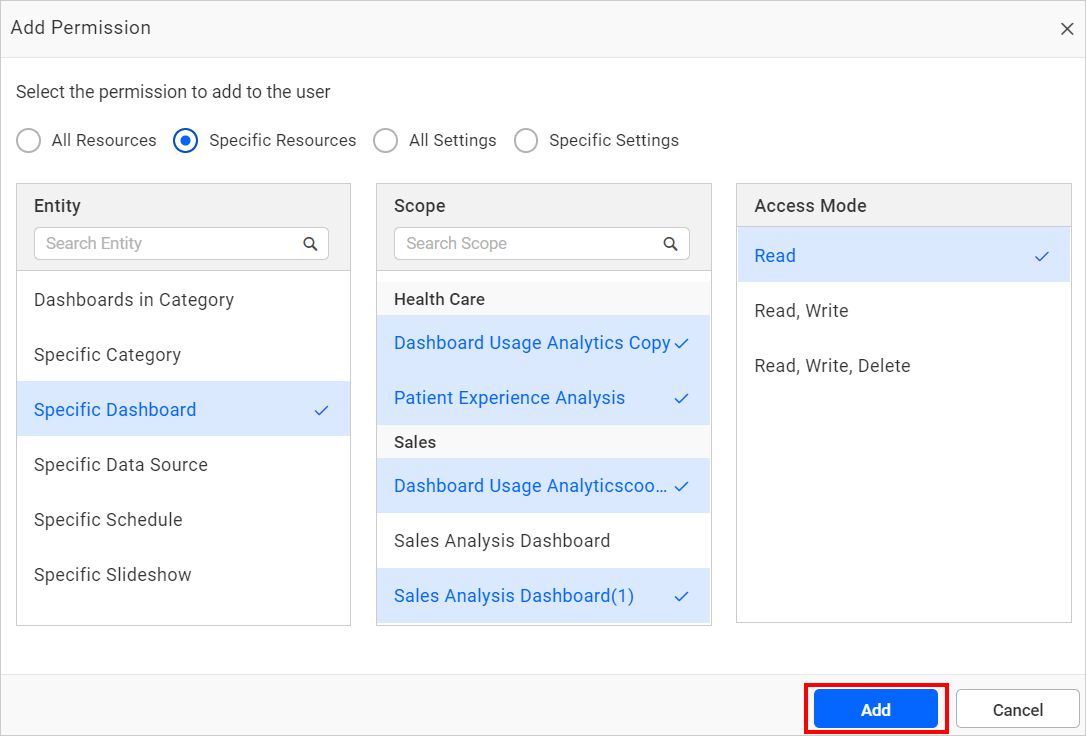 Add Permission
Select the permission to add to the user
All Resources
Specific Resources
All Settings
Specific Settings
Entity
Search Entity
Dashboards in Category
Specific Category
Specific Dashboard
Specific Data Source
Specific Schedule
Specific Slideshow
Scope
Search Scope
Health Care
Dashboard Usage Analytics Copy
Patient Experience Analysis
Sales
Dashboard Usage Analyticscoo...
Sales Analysis Dashboard
Sales Analysis Dashboard(1)
Access Mode
Read
Read, Write
Read, Write, Delete
Add
Cancel